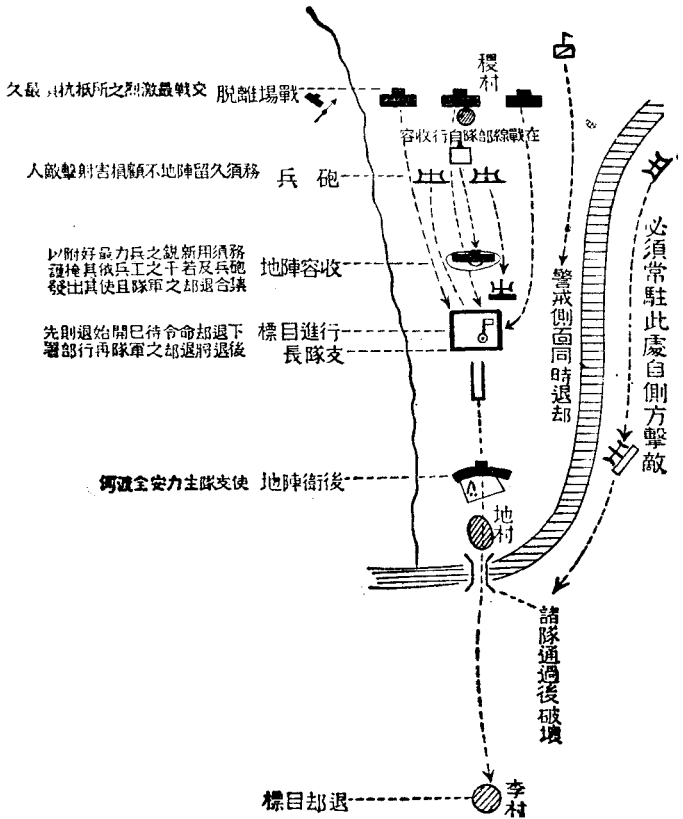 稷村
戰場離脱
交戰最激烈之所抵抗須最久
在戰線部隊自行收容
砲兵
務須久留陣地不顧損害射擊敵人
收容陣地
務須用新鋭之兵力最好附以
砲兵及若干之工兵依其掩護
集合退却之軍隊且使其出發
行進目標
支隊長
下退却命令待已開始退則先
後退將退却之軍隊再行部署
警戒側面同時退却
必須常駐此處自側方擊敵
後衛陣地
使支隊主力安全渡河
地村
諸隊通過後破壞
退却目標
李村